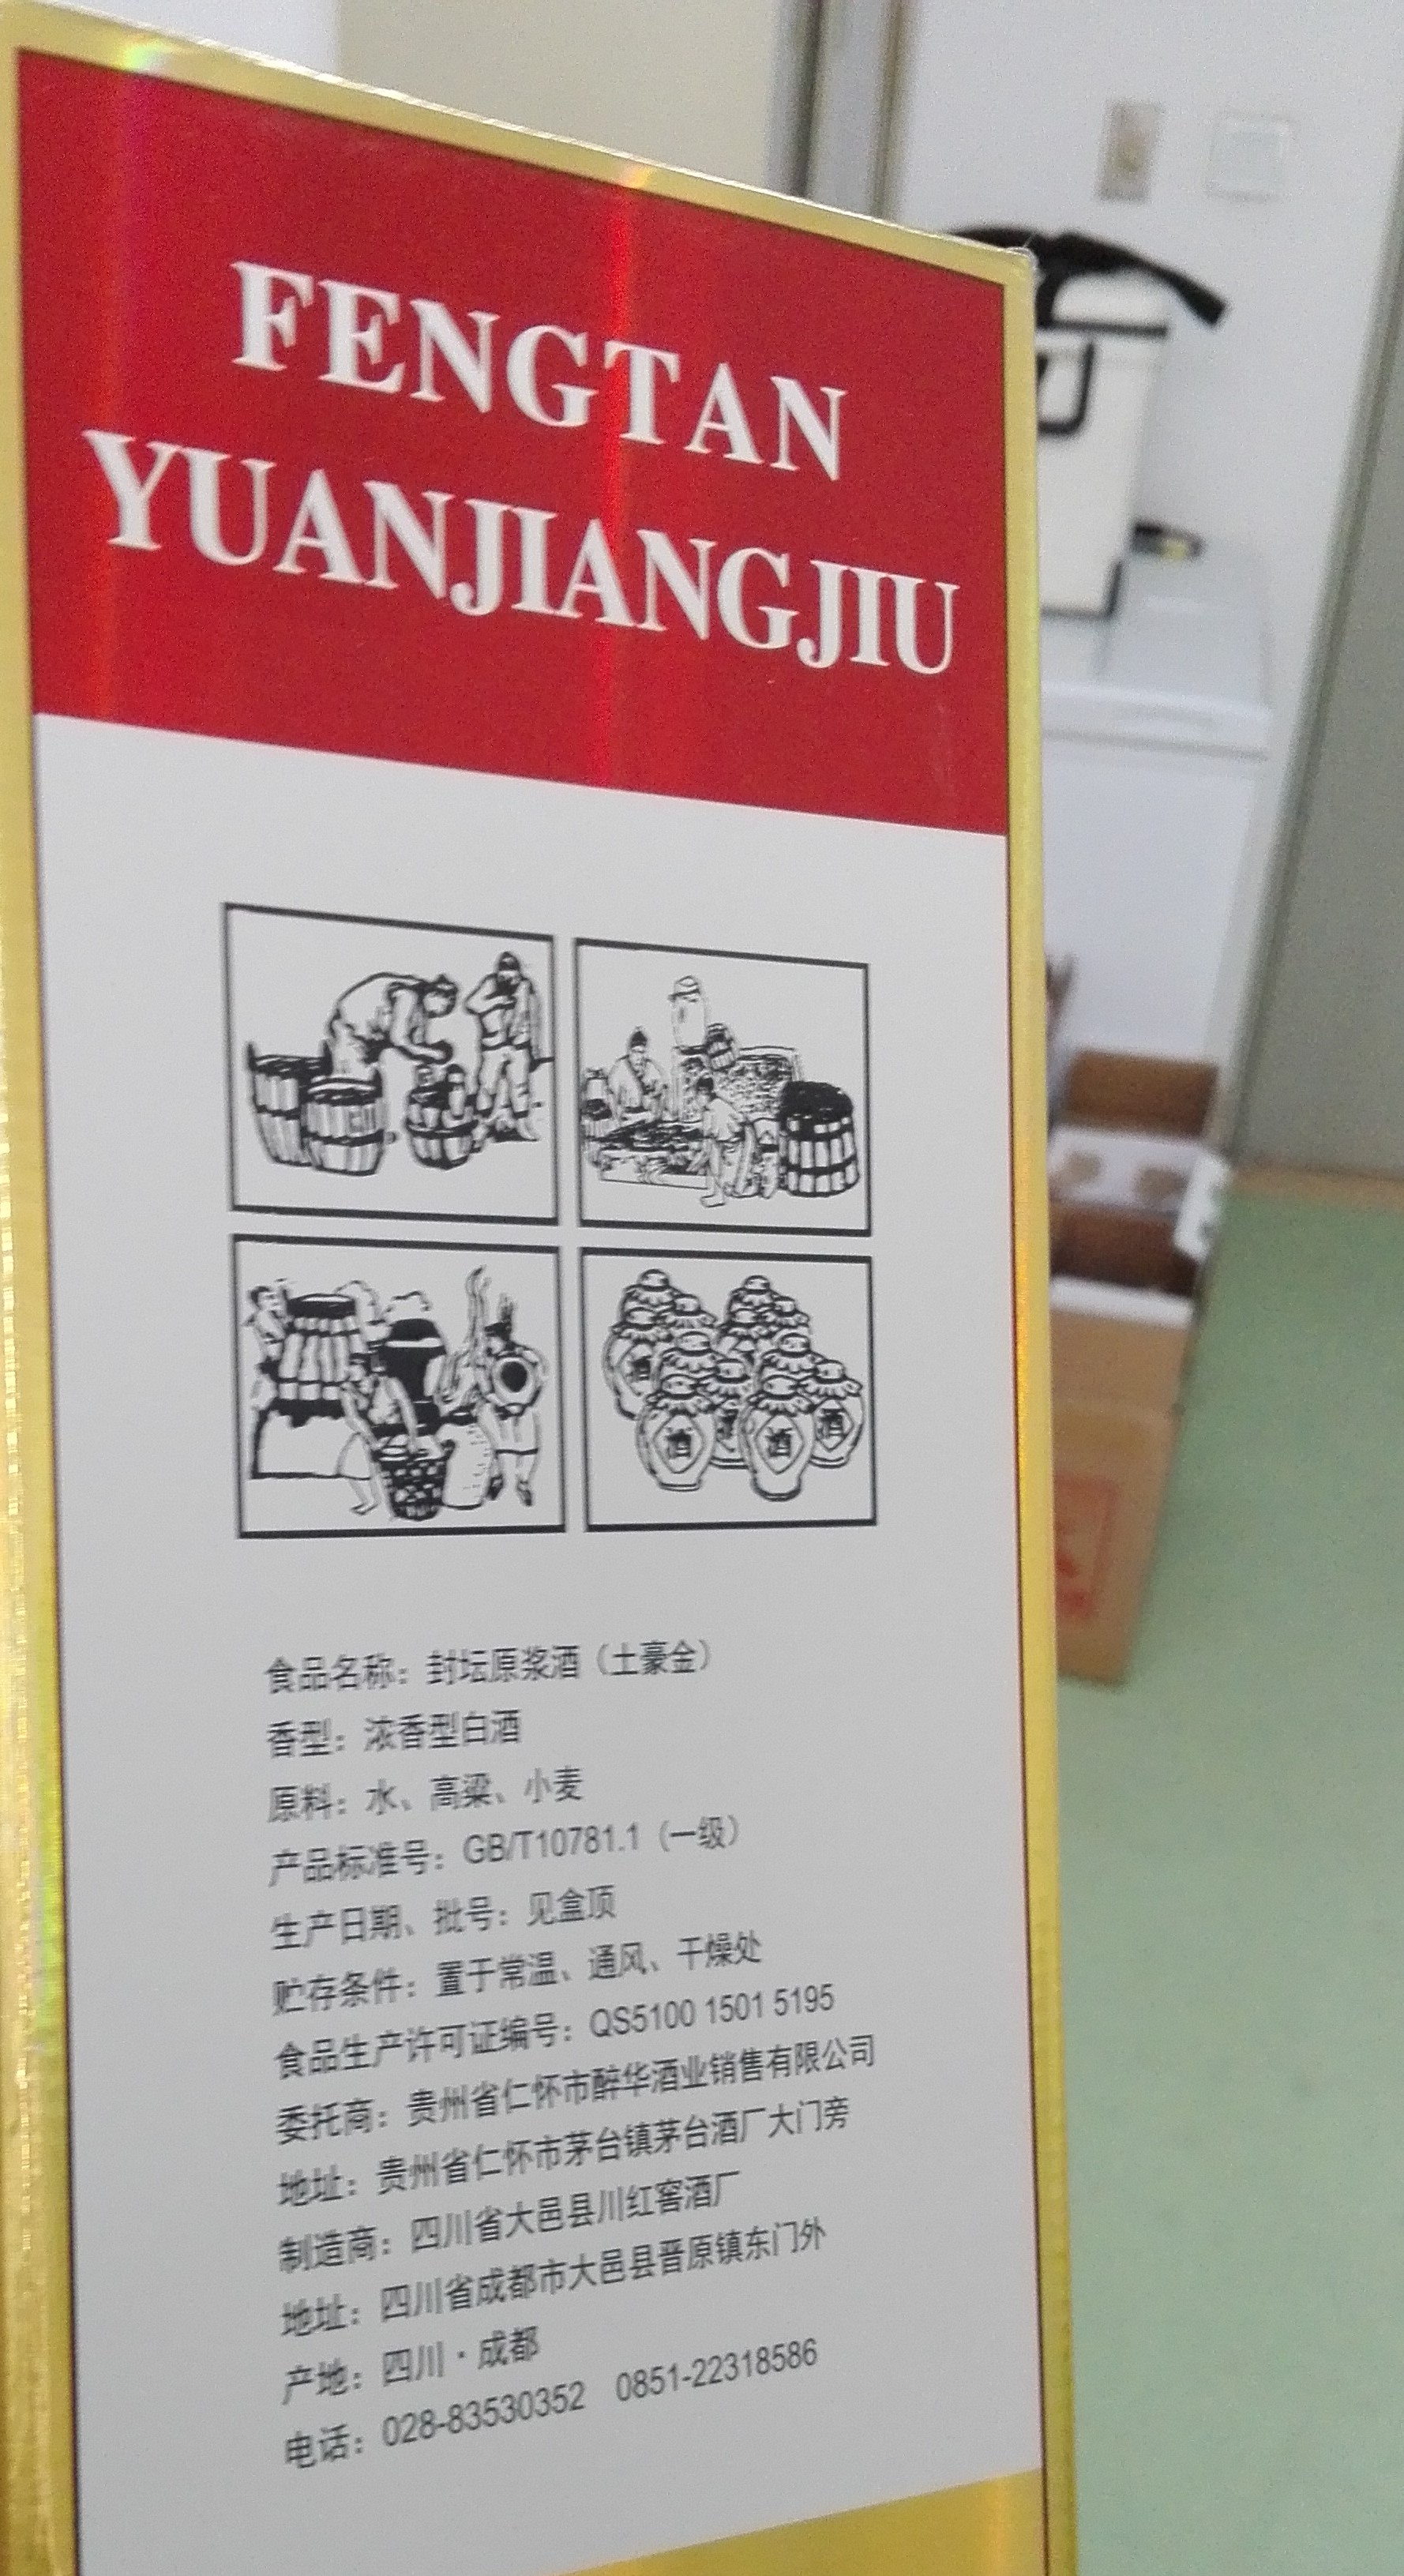 FENGTAN
YUANJIANGJIU
酒 酒 酒
食品名称：封坛原浆酒（土豪金）
香型：浓香型白酒
原料：水、高粱、小麦
产品标准号：GB/T10781.1（一级）
生产日期、批号：见盒顶
贮存条件：置于常温、通风、干燥处
食品生产许可证编号：QS5100 1501 5195
委托商：贵州省仁怀市醉华酒业销售有限公司
地址：贵州省仁怀市茅台镇茅台酒厂大门旁
制造商：四川省大邑县川红窖酒厂
地址：四川省成都市大邑县晋原镇东门外
产地：四川·成都
电话：028-83530352 0851-22318586